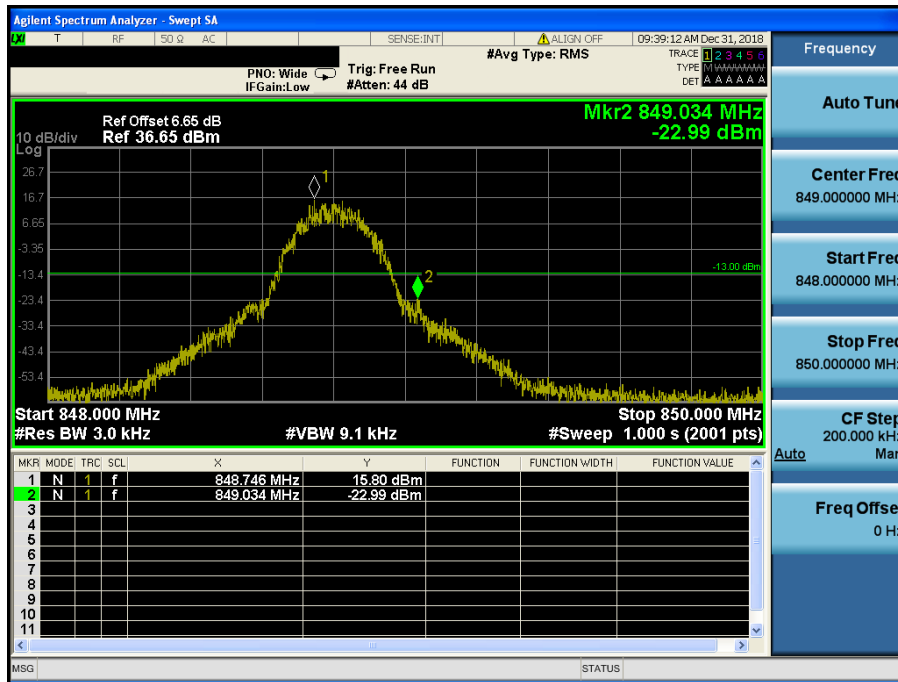 Agilent Spectrum Analyzer - Swept SA
LXI T RF 50 Ω AC SENSE:INT ALIGN OFF 09:39:12 AM Dec 31, 2018
#Avg Type: RMS
TRACE 1 2 3 4 5 6
TYPE M WWWWW
DET A A A A A A
PNO: Wide Trig: Free Run
IFGain:Low #Atten: 44 dB
Mkr2 849.034 MHz
-22.99 dBm
Ref Offset 6.65 dB
10 dB/div Ref 36.65 dBm
Log
26.7
16.7
6.65
-3.35
-13.4
-23.4
-33.4
-43.4
-53.4
1
2
-13.00 dBm
Start 848.000 MHz Stop 850.000 MHz
#Res BW 3.0 kHz #VBW 9.1 kHz #Sweep 1.000 s (2001 pts)
MKR MODE TRC SCL X Y FUNCTION FUNCTION WIDTH FUNCTION VALUE
1 N 1 f 848.746 MHz 15.80 dBm
2 N 1 f 849.034 MHz -22.99 dBm
3
4
5
6
7
8
9
10
11
MSG STATUS
Frequency
Auto Tune
Center Freq
849.000000 MHz
Start Freq
848.000000 MHz
Stop Freq
850.000000 MHz
CF Step
200.000 kHz
Auto Man
Freq Offset
0 Hz